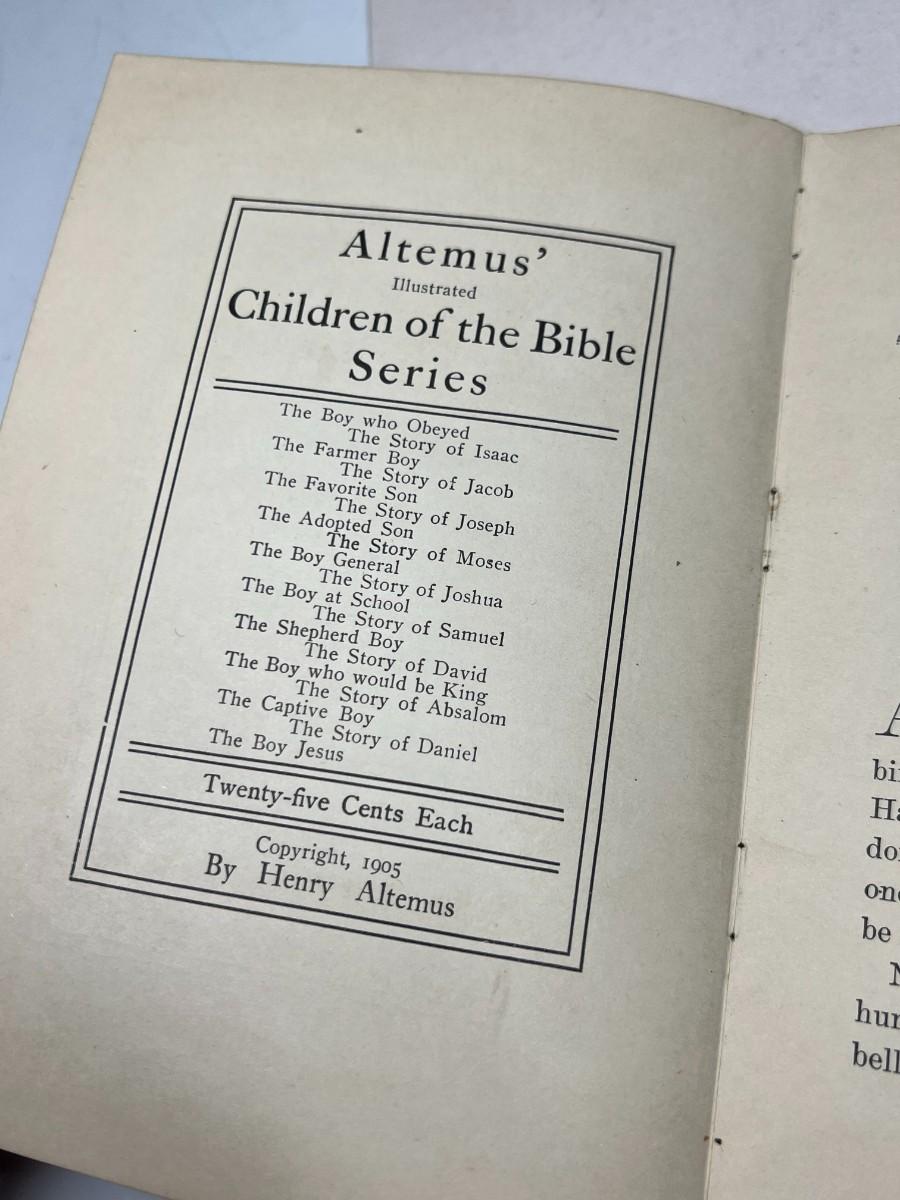 Altemus'
Illustrated
Children of the Bible
Series
The Boy who Obeyed
The Story of Isaac
The Farmer Boy
The Story of Jacob
The Favorite Son
The Story of Joseph
The Adopted Son
The Story of Moses
The Boy General
The Story of Joshua
The Boy at School
The Story of Samuel
The Shepherd Boy
The Story of David
The Boy who would be King
The Story of Absalom
The Captive Boy
The Story of Daniel
The Boy Jesus
Twenty-five Cents Each
Copyright, 1905
By Henry Altemus
be